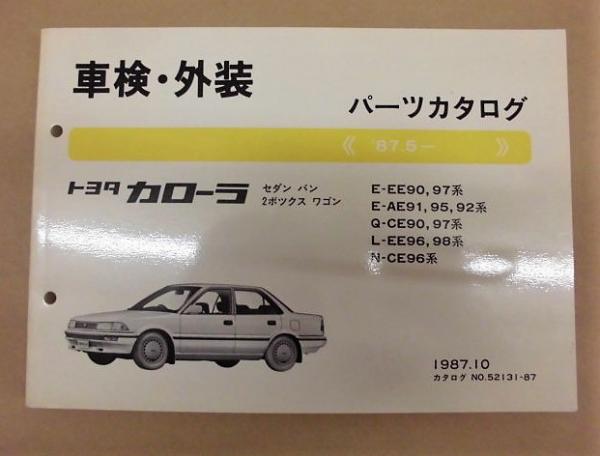 車検・外装
パーツカタログ
《 '87.5− 》
トヨタ カローラ
セダン バン
2ボックス ワゴン
E-EE90,97系
E-AE91,95,92系
Q-CE90,97系
L-EE96,98系
N-CE96系
1987.10
カタログ NO.52131-87